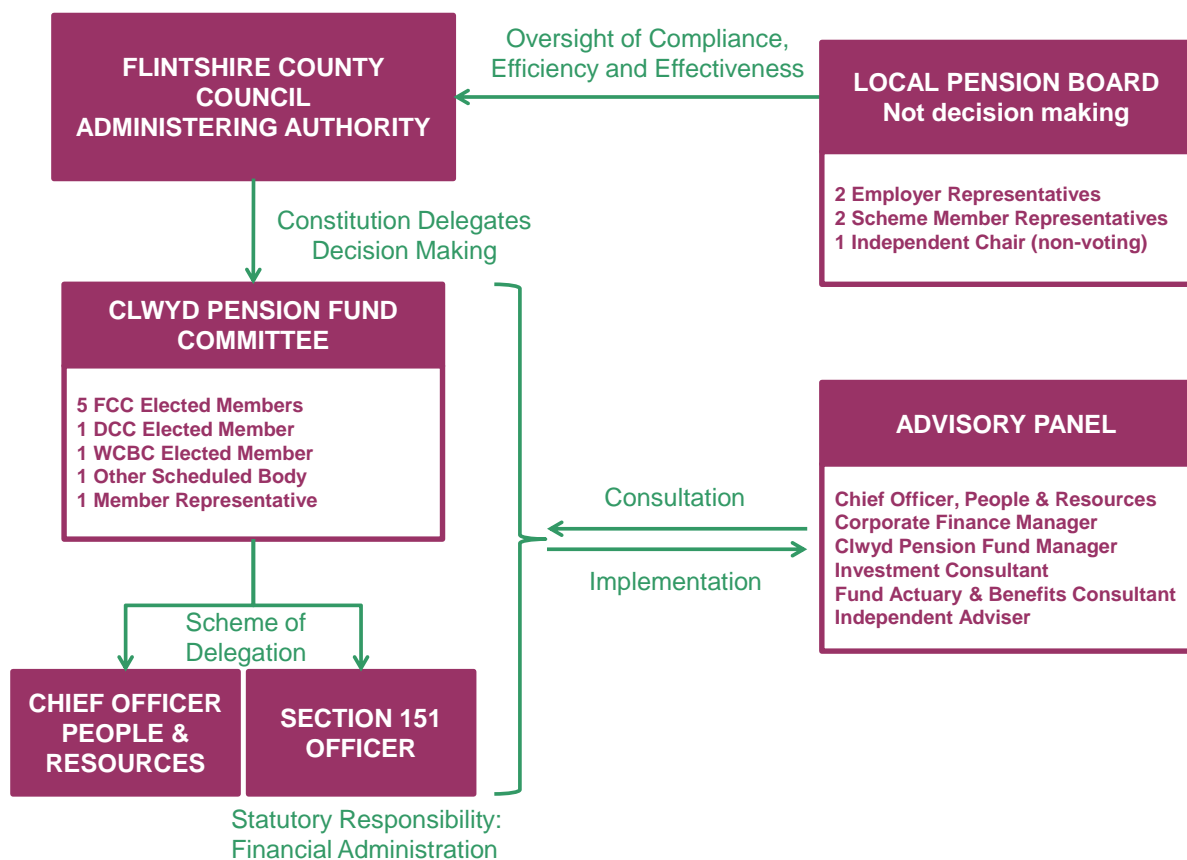 FLINTSHIRE COUNTY
COUNCIL
ADMINISTERING AUTHORITY
Oversight of Compliance,
Efficiency and Effectiveness
LOCAL PENSION BOARD
Not decision making
2 Employer Representatives
2 Scheme Member Representatives
1 Independent Chair (non-voting)
Constitution Delegates
Decision Making
CLWYD PENSION FUND
COMMITTEE
5 FCC Elected Members
1 DCC Elected Member
1 WCBC Elected Member
1 Other Scheduled Body
1 Member Representative
Consultation
Implementation
ADVISORY PANEL
Chief Officer, People & Resources
Corporate Finance Manager
Clwyd Pension Fund Manager
Investment Consultant
Fund Actuary & Benefits Consultant
Independent Adviser
Scheme of
Delegation
CHIEF OFFICER
PEOPLE &
RESOURCES
SECTION 151
OFFICER
Statutory Responsibility:
Financial Administration